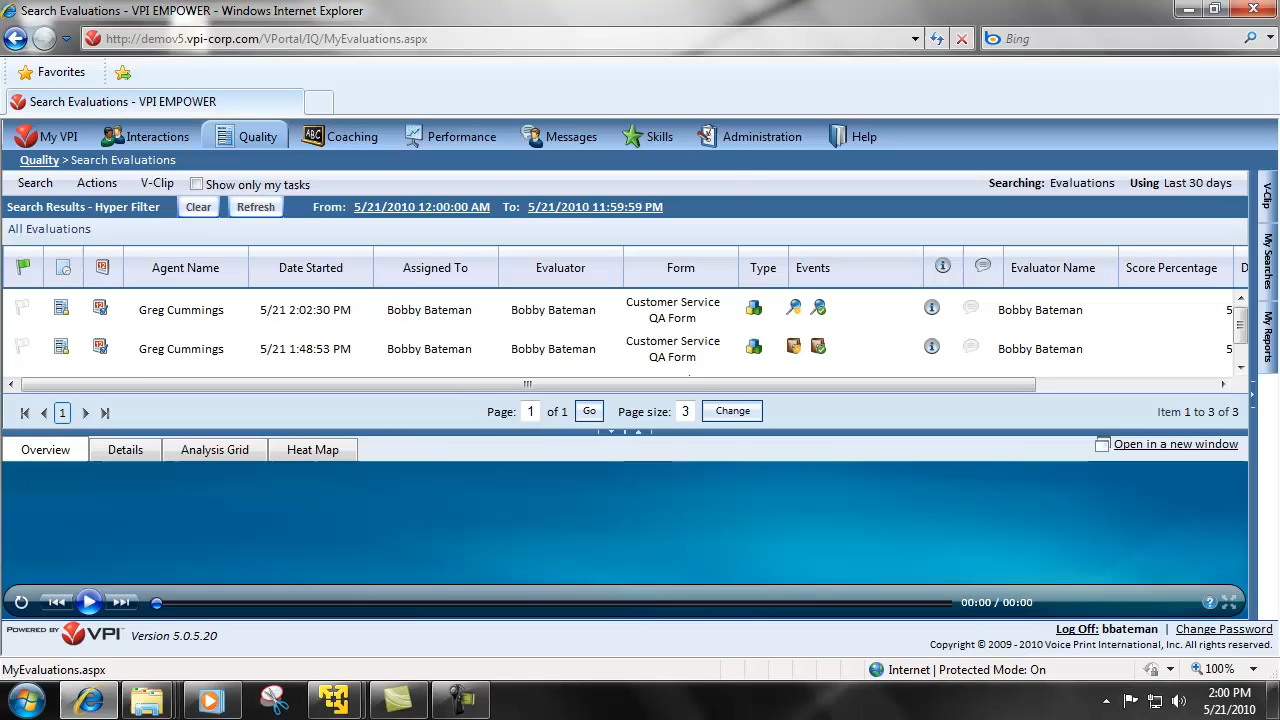 Search Evaluations - VPI EMPOWER - Windows Internet Explorer
http://demov5.vpi-corp.com/VPortal/IQ/MyEvaluations.aspx
Bing
Favorites
Search Evaluations - VPI EMPOWER
My VPI Interactions Quality ABC Coaching Performance Messages Skills Administration Help
Quality > Search Evaluations
Search Actions V-Clip Show only my tasks Searching: Evaluations Using Last 30 days
Search Results - Hyper Filter Clear Refresh From: 5/21/2010 12:00:00 AM To: 5/21/2010 11:59:59 PM
All Evaluations
Agent Name Date Started Assigned To Evaluator Form Type Events Evaluator Name Score Percentage D
Greg Cummings 5/21 2:02:30 PM Bobby Bateman Bobby Bateman Customer Service QA Form Bobby Bateman 5
Greg Cummings 5/21 1:48:53 PM Bobby Bateman Bobby Bateman Customer Service QA Form Bobby Bateman 5
1 Page: 1 of 1 Go Page size: 3 Change Item 1 to 3 of 3
Overview Details Analysis Grid Heat Map Open in a new window
V-Clip
My Searches
My Reports
00:00 / 00:00
POWERED BY VPI Version 5.0.5.20
Log Off: bbateman | Change Password
Copyright © 2009 - 2010 Voice Print International, Inc. All rights reserved.
MyEvaluations.aspx Internet | Protected Mode: On 100%
2:00 PM
5/21/2010